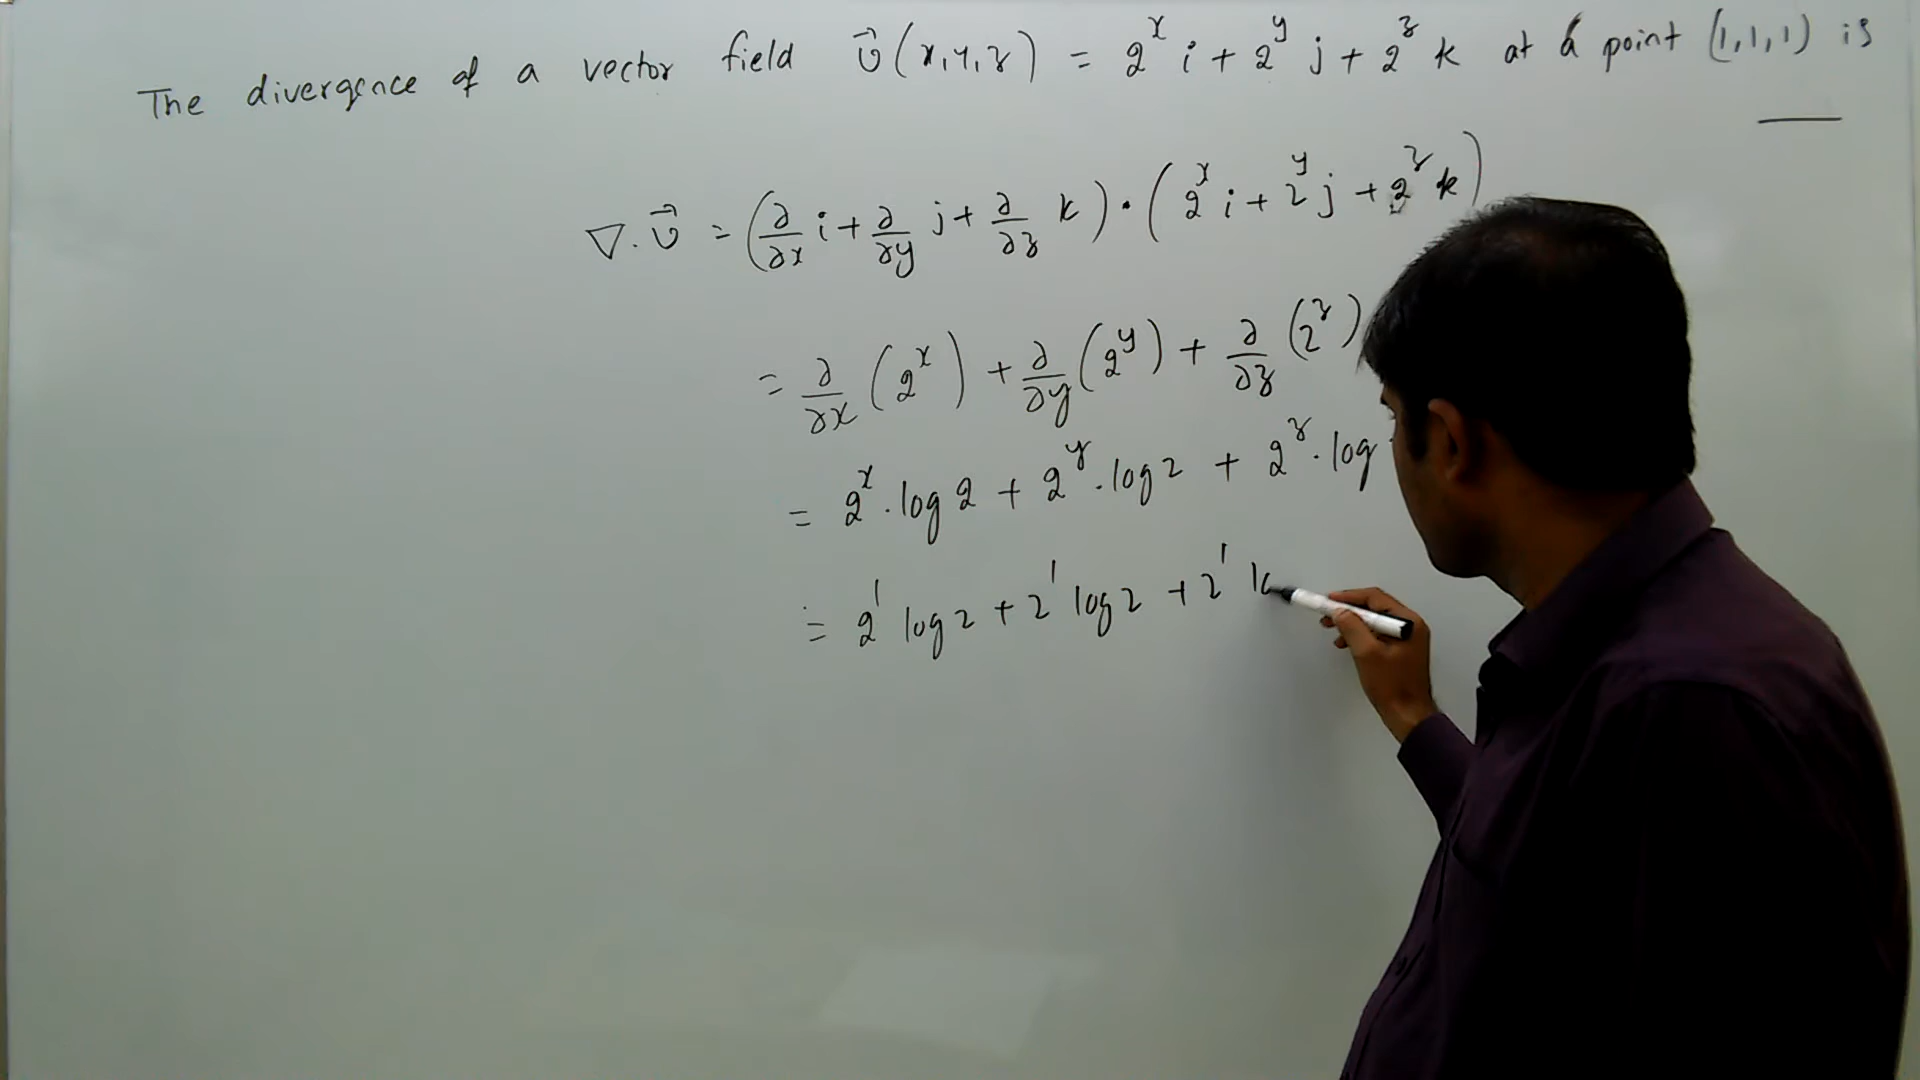 The divergence of a vector field v⃗(x,y,z) = 2^x i + 2^y j + 2^z k at a point (1,1,1) is ____
∇.v⃗ = (∂/∂x i + ∂/∂y j + ∂/∂z k) · (2^x i + 2^y j + 2^z k)
= ∂/∂x (2^x) + ∂/∂y (2^y) + ∂/∂z (2^z)
= 2^x . log 2 + 2^y . log 2 + 2^z . log
= 2^1 log 2 + 2^1 log 2 + 2^1 lo